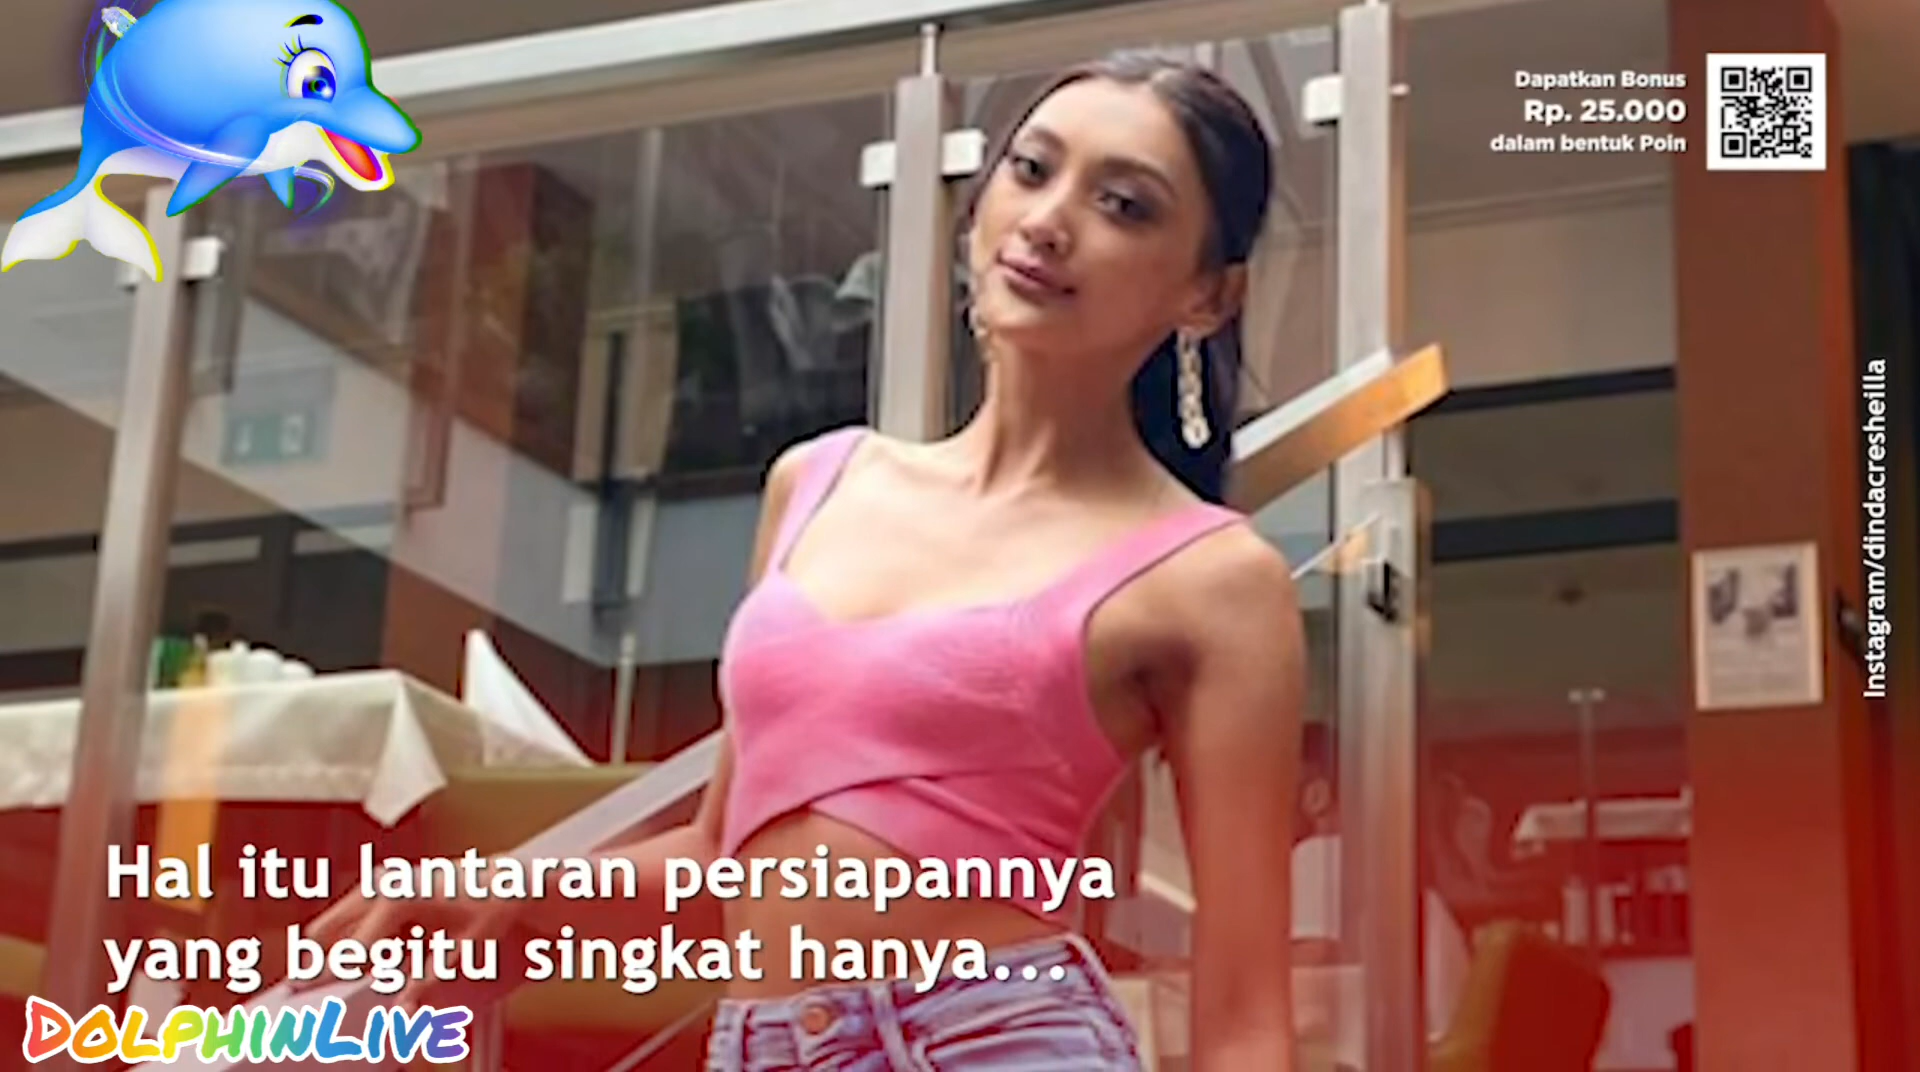 Dapatkan Bonus
Rp. 25.000
dalam bentuk Poin
Instagram/dindacresheilla
Hal itu lantaran persiapannya
yang begitu singkat hanya...
DOLPHINLIVE